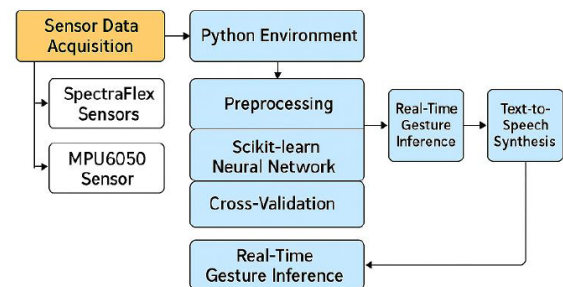 Sensor Data
Acquisition
Python Environment
SpectraFlex
Sensors
MPU6050
Sensor
Preprocessing
Scikit-learn
Neural Network
Cross-Validation
Real-Time
Gesture
Inference
Text-to-
Speech
Synthesis
Real-Time
Gesture Inference